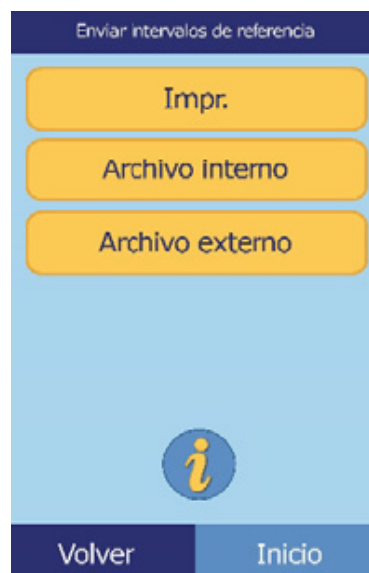 Enviar intervalos de referencia
Impr.
Archivo interno
Archivo externo
i
Volver
Inicio